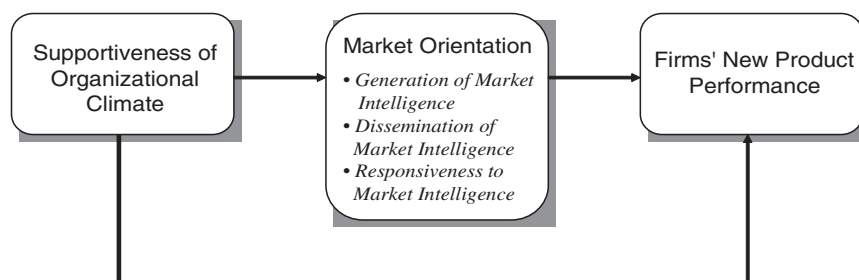 Supportiveness of
Organizational
Climate
Market Orientation
• Generation of Market
Intelligence
• Dissemination of
Market Intelligence
• Responsiveness to
Market Intelligence
Firms' New Product
Performance